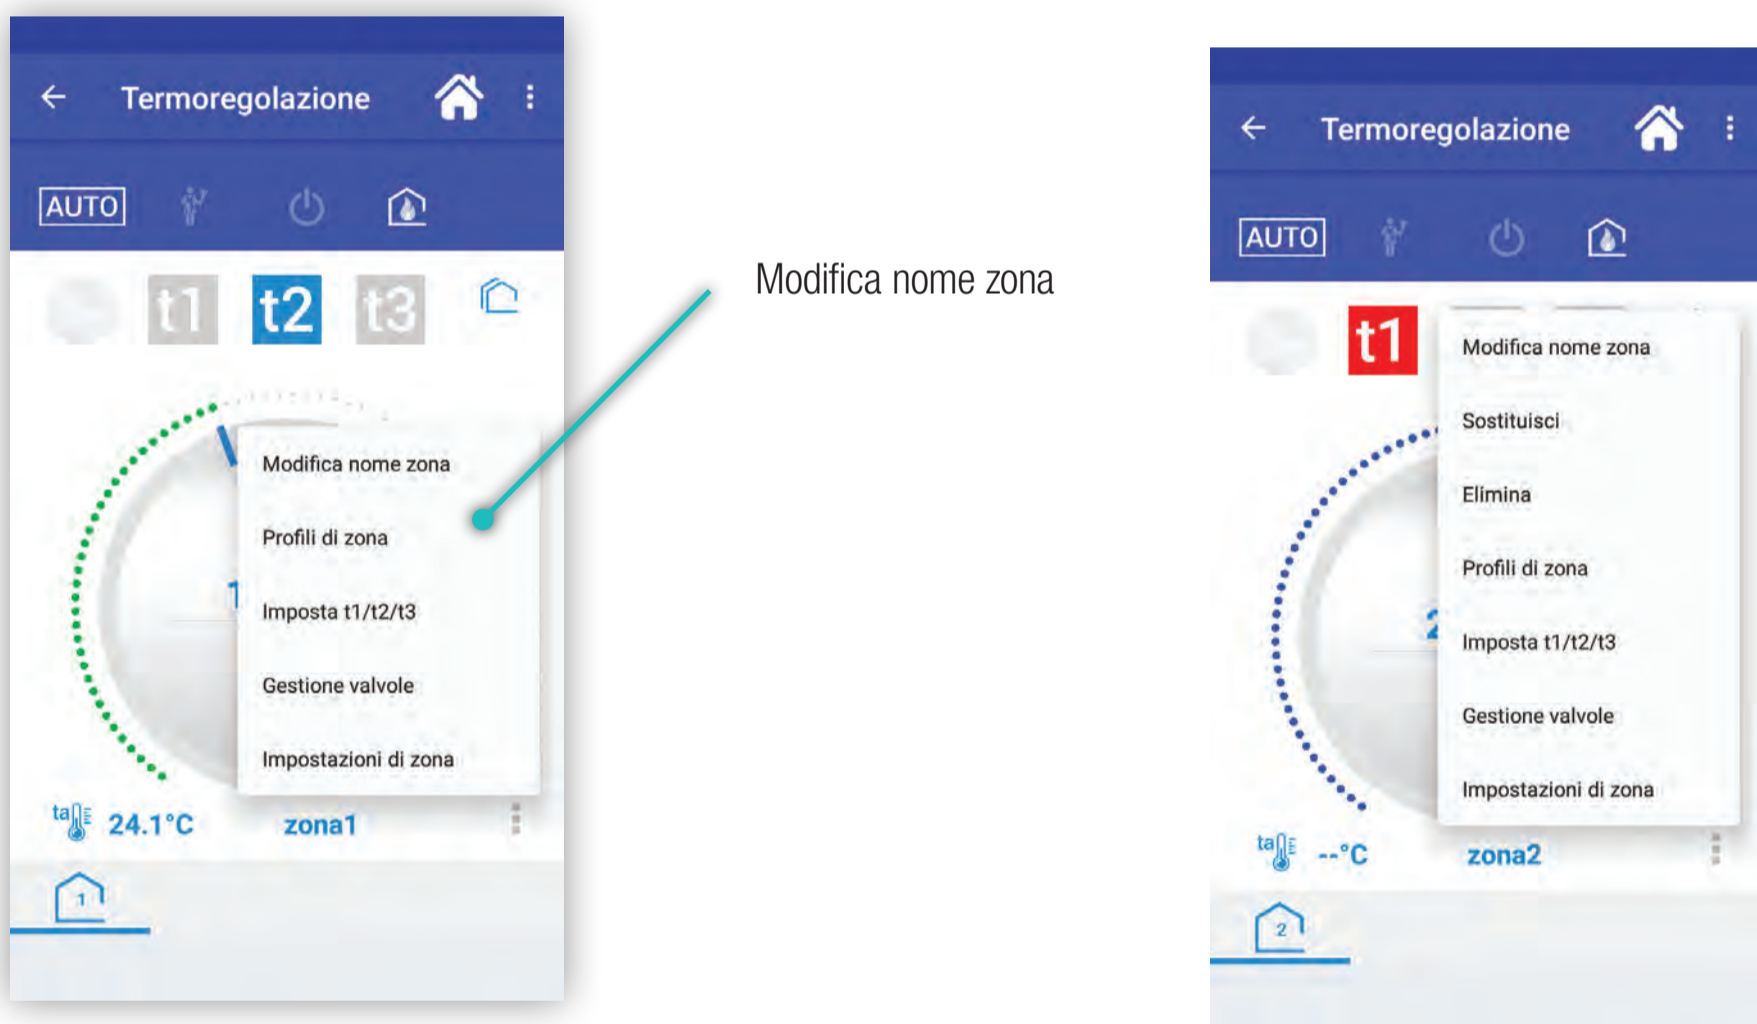 Termoregolazione
AUTO
t1 t2 t3
Modifica nome zona
Profili di zona
1
Imposta t1/t2/t3
Gestione valvole
Impostazioni di zona
ta 24.1°C zona1
1
Modifica nome zona
Termoregolazione
AUTO
t1
Modifica nome zona
Sostituisci
Elimina
Profili di zona
2
Imposta t1/t2/t3
Gestione valvole
Impostazioni di zona
ta --°C zona2
2